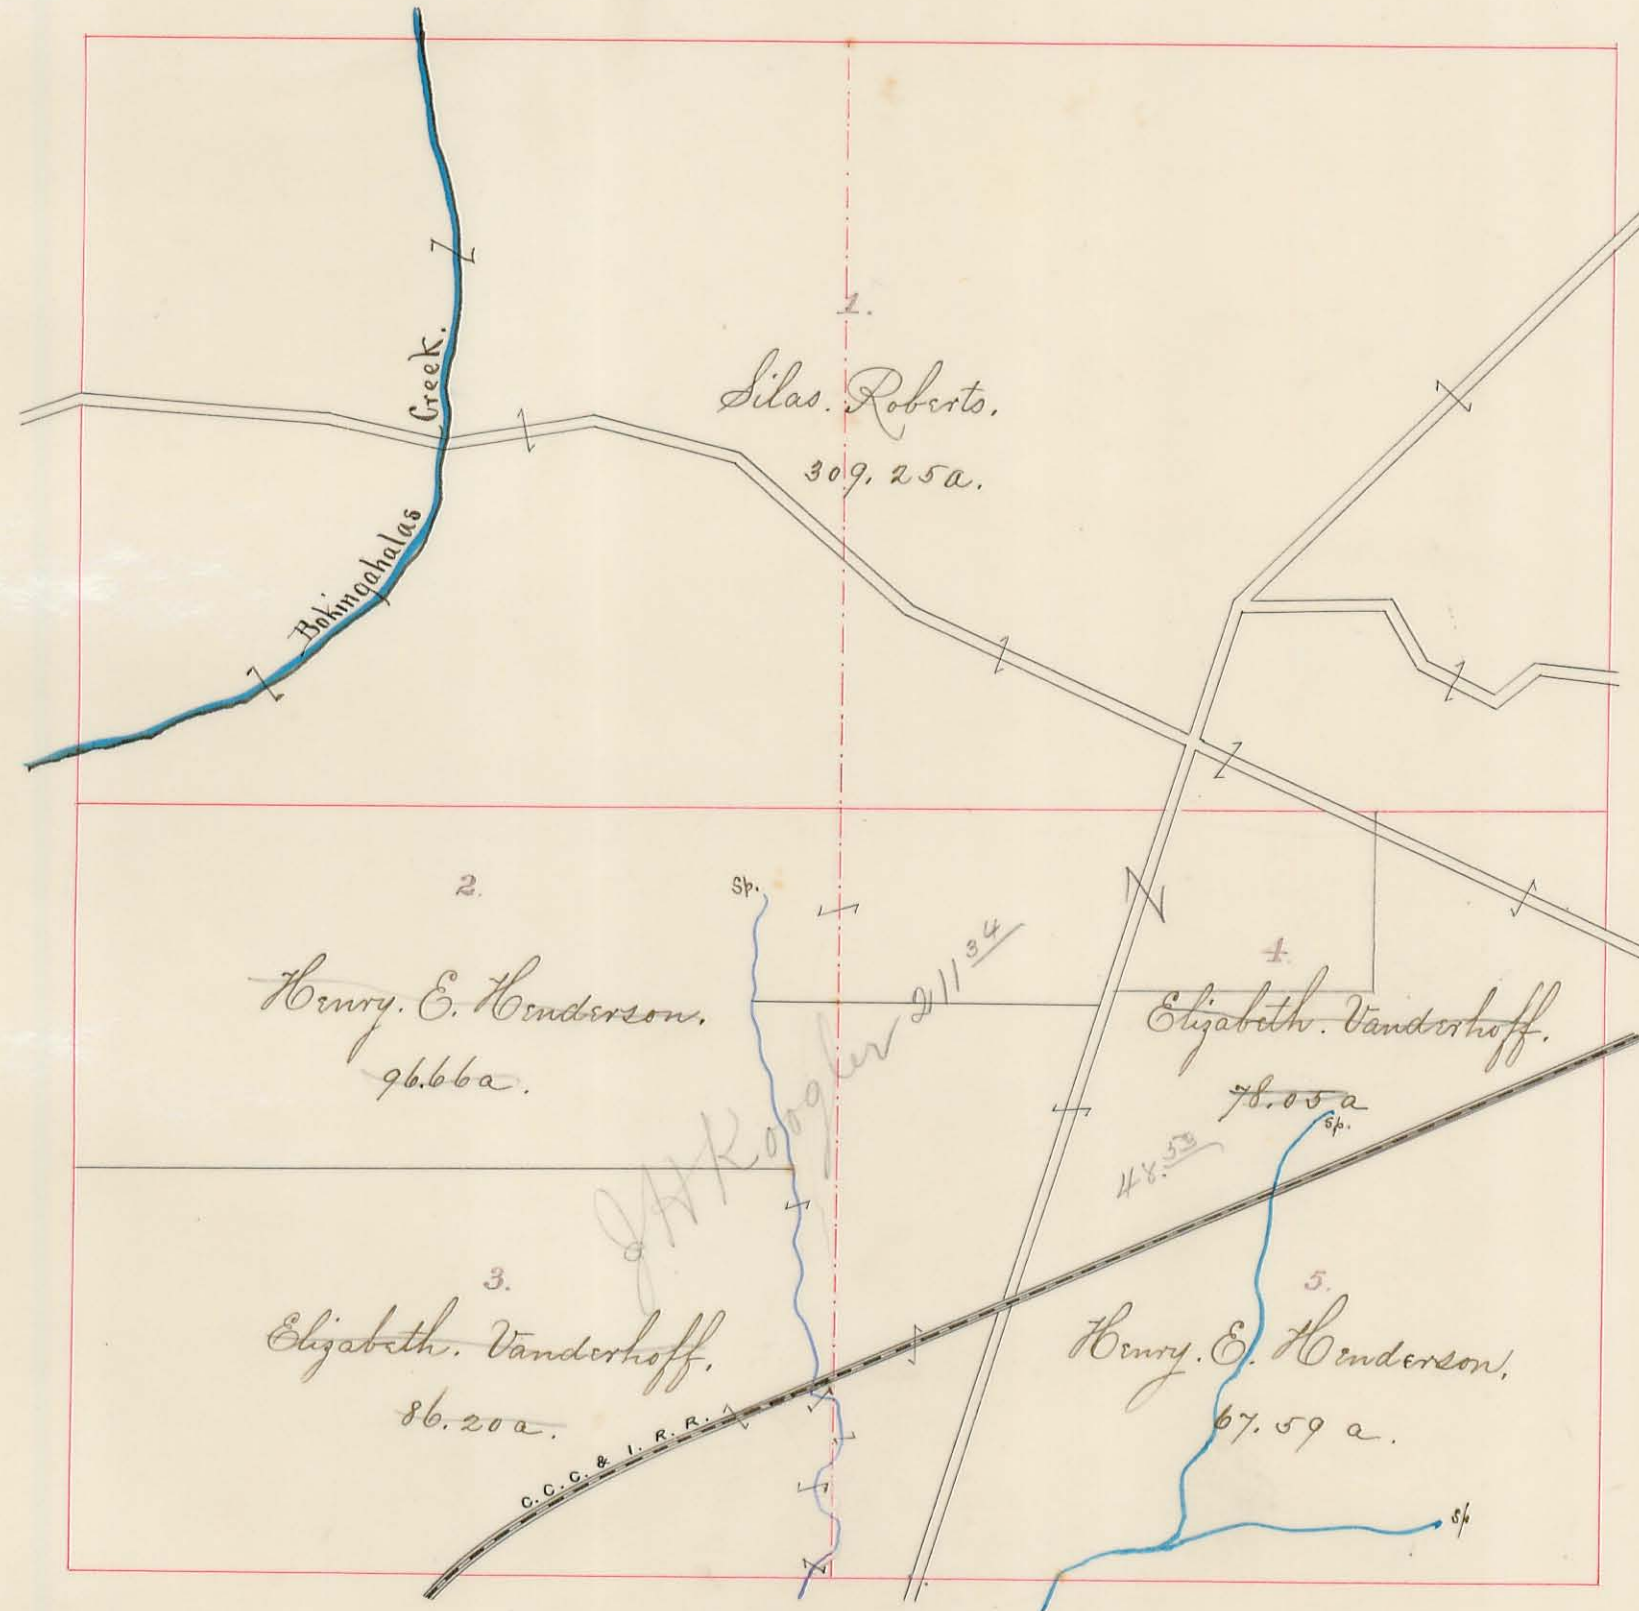 1.
Silas. Roberts.
309.25a.
Creek.
Bokingahalas
2.
Sp.
Henry. E. Henderson.
96.66a.
J H Koogler 211 34
4.
Elizabeth. Vanderhoff.
78.05a
Sp.
48.53
3.
Elizabeth. Vanderhoff.
86.20a.
C. C. C. & I. R. R.
5.
Henry. E. Henderson.
67.59 a.
Sp